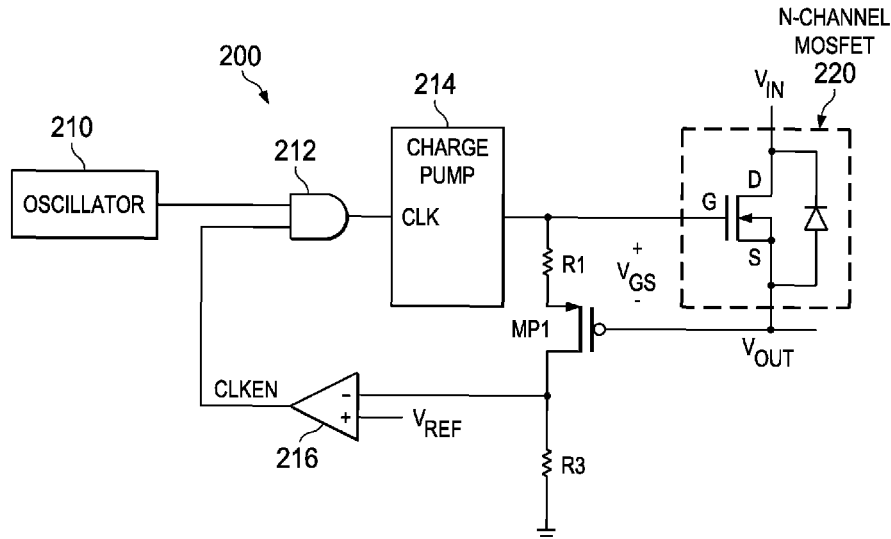 N-CHANNEL
MOSFET
220
200
214
V_IN
210
212
CHARGE
PUMP
OSCILLATOR
CLK
D
G
S
R1
+
V_GS
-
MP1
V_OUT
CLKEN
-
+
V_REF
216
R3